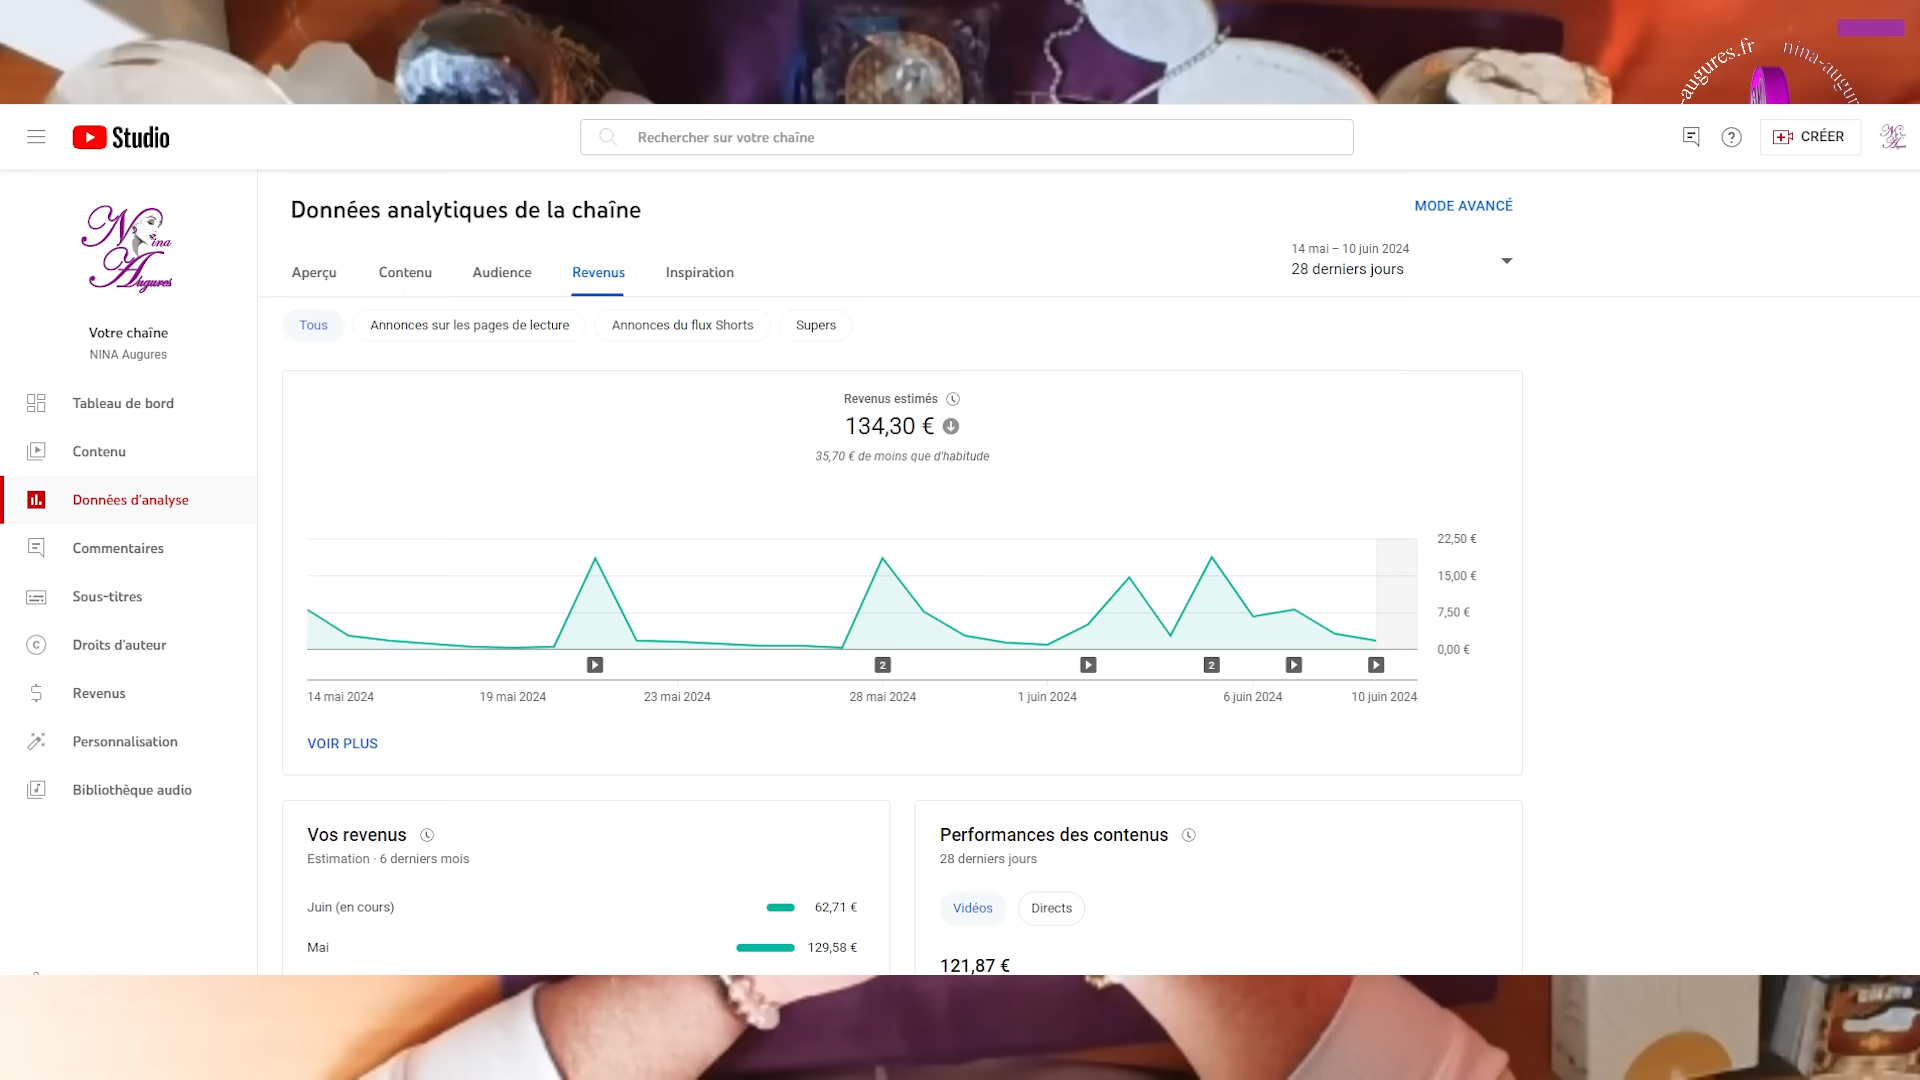 augures.fr nina-augur
Studio
Rechercher sur votre chaîne
CRÉER
Nina Augures
Votre chaîne
NINA Augures
Tableau de bord
Contenu
Données d'analyse
Commentaires
Sous-titres
Droits d'auteur
Revenus
Personnalisation
Bibliothèque audio
Données analytiques de la chaîne
MODE AVANCÉ
14 mai – 10 juin 2024
28 derniers jours
Aperçu Contenu Audience Revenus Inspiration
Tous Annonces sur les pages de lecture Annonces du flux Shorts Supers
Revenus estimés
134,30 €
35,70 € de moins que d'habitude
22,50 €
15,00 €
7,50 €
0,00 €
2 2
14 mai 2024 19 mai 2024 23 mai 2024 28 mai 2024 1 juin 2024 6 juin 2024 10 juin 2024
VOIR PLUS
Vos revenus
Estimation · 6 derniers mois
Juin (en cours) 62,71 €
Mai 129,58 €
Performances des contenus
28 derniers jours
Vidéos Directs
121,87 €